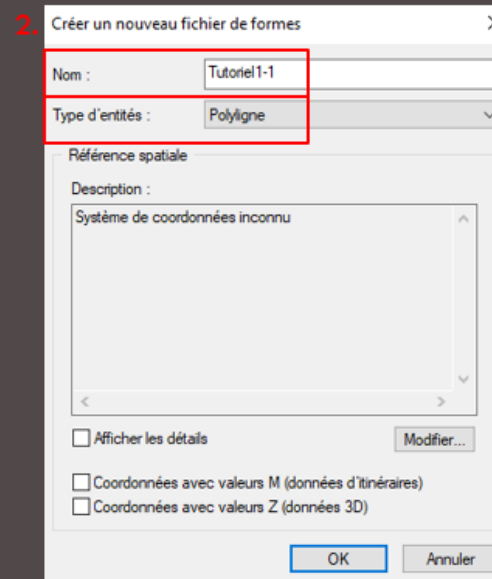 2.
Créer un nouveau fichier de formes
Nom :
Tutoriel1-1
Type d'entités :
Polyligne
Référence spatiale
Description :
Système de coordonnées inconnu
Afficher les détails
Modifier...
Coordonnées avec valeurs M (données d'itinéraires)
Coordonnées avec valeurs Z (données 3D)
OK
Annuler